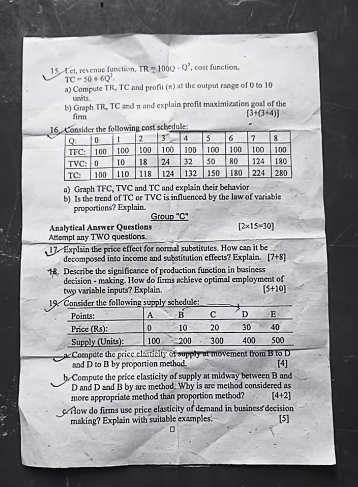 15. Let, revenue function, TR = 100Q - Q², cost function,
TC = 50 + 6Q².
a) Compute TR, TC and profit (π) at the output range of 0 to 10
units.
b) Graph TR, TC and π and explain profit maximization goal of the
firm [3+(3+4)]
16. Consider the following cost schedule:
Q: 0 1 2 3 4 5 6 7 8
TFC: 100 100 100 100 100 100 100 100 100
TVC: 0 10 18 24 32 50 80 124 180
TC: 100 110 118 124 132 150 180 224 280
a) Graph TFC, TVC and TC and explain their behavior
b) Is the trend of TC or TVC is influenced by the law of variable
proportions? Explain.
Group "C"
Analytical Answer Questions [2×15=30]
Attempt any TWO questions.
17. Explain the price effect for normal substitutes. How can it be
decomposed into income and substitution effects? Explain. [7+8]
18. Describe the significance of production function in business
decision - making. How do firms achieve optimal employment of
two variable inputs? Explain. [5+10]
19. Consider the following supply schedule:
Points: A B C D E
Price (Rs): 0 10 20 30 40
Supply (Units): 100 200 300 400 500
a. Compute the price elasticity of supply at movement from B to D
and D to B by proportion method. [4]
b. Compute the price elasticity of supply at midway between B and
D and D and B by arc method. Why is arc method considered as
more appropriate method than proportion method? [4+2]
c. How do firms use price elasticity of demand in business decision
making? Explain with suitable examples. [5]